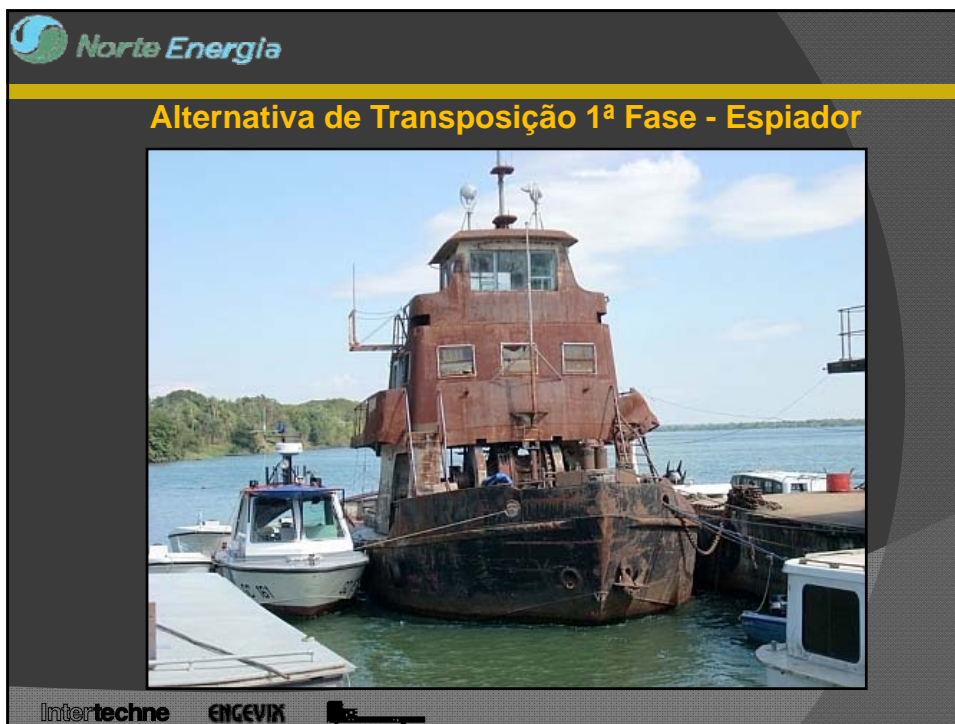 Norte Energia
Alternativa de Transposição 1ª Fase - Espiador
Intertechne ENGEVIX